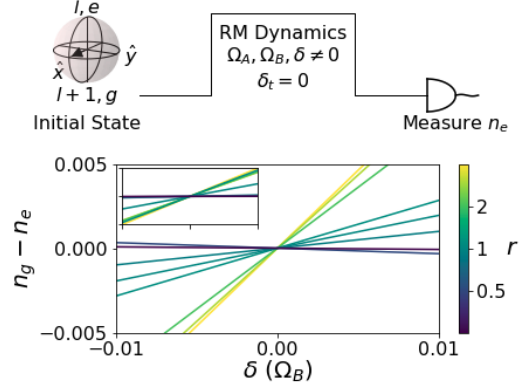 l, e
x̂
ŷ
l + 1, g
Initial State
RM Dynamics
Ω_A, Ω_B, δ ≠ 0
δ_t = 0
Measure n_e
n_g − n_e
0.005
0.000
−0.005
−0.01
0.00
0.01
δ (Ω_B)
2
1
0.5
r